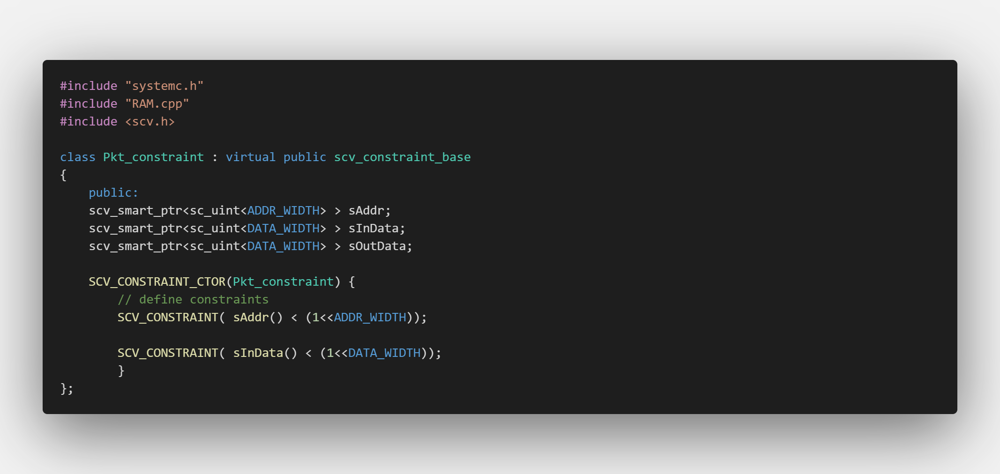 #include "systemc.h"
#include "RAM.cpp"
#include <scv.h>

class Pkt_constraint : virtual public scv_constraint_base
{
    public:
    scv_smart_ptr<sc_uint<ADDR_WIDTH> > sAddr;
    scv_smart_ptr<sc_uint<DATA_WIDTH> > sInData;
    scv_smart_ptr<sc_uint<DATA_WIDTH> > sOutData;

    SCV_CONSTRAINT_CTOR(Pkt_constraint) {
        // define constraints
        SCV_CONSTRAINT( sAddr() < (1<<ADDR_WIDTH));

        SCV_CONSTRAINT( sInData() < (1<<DATA_WIDTH));
        }
};